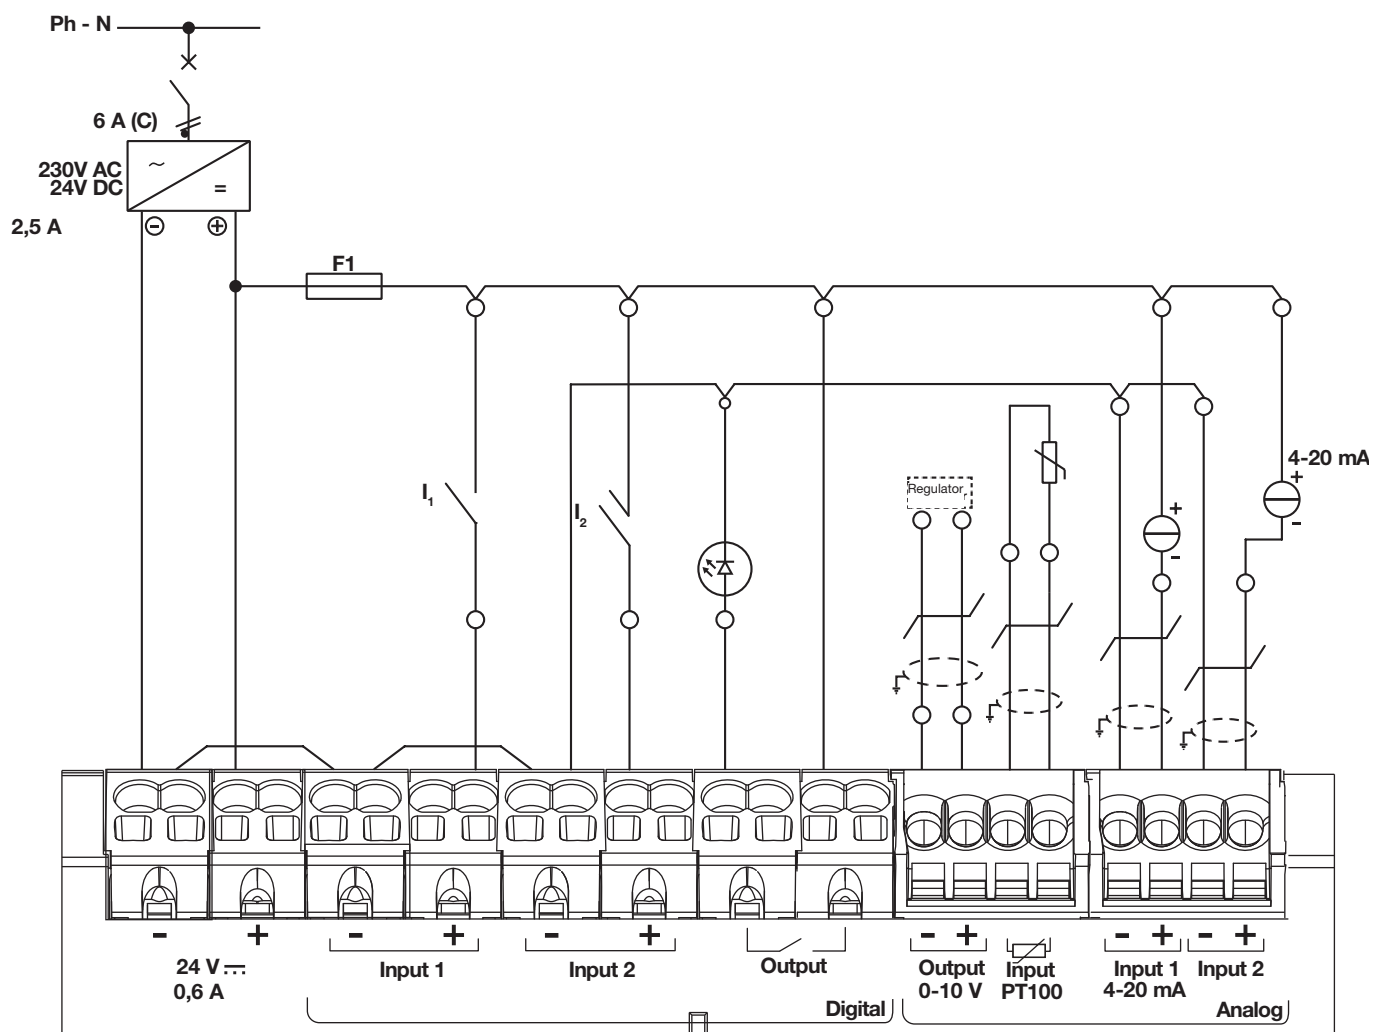 Ph - N
6 A (C)
230V AC
24V DC
2,5 A
F1
4-20 mA
+
-
Regulator
I1
I2
+
-
- + - + - + - + - + - +
24 V
0,6 A
Input 1
Input 2
Output
Output
0-10 V
Input
PT100
Input 1
4-20 mA
Input 2
Digital
Analog